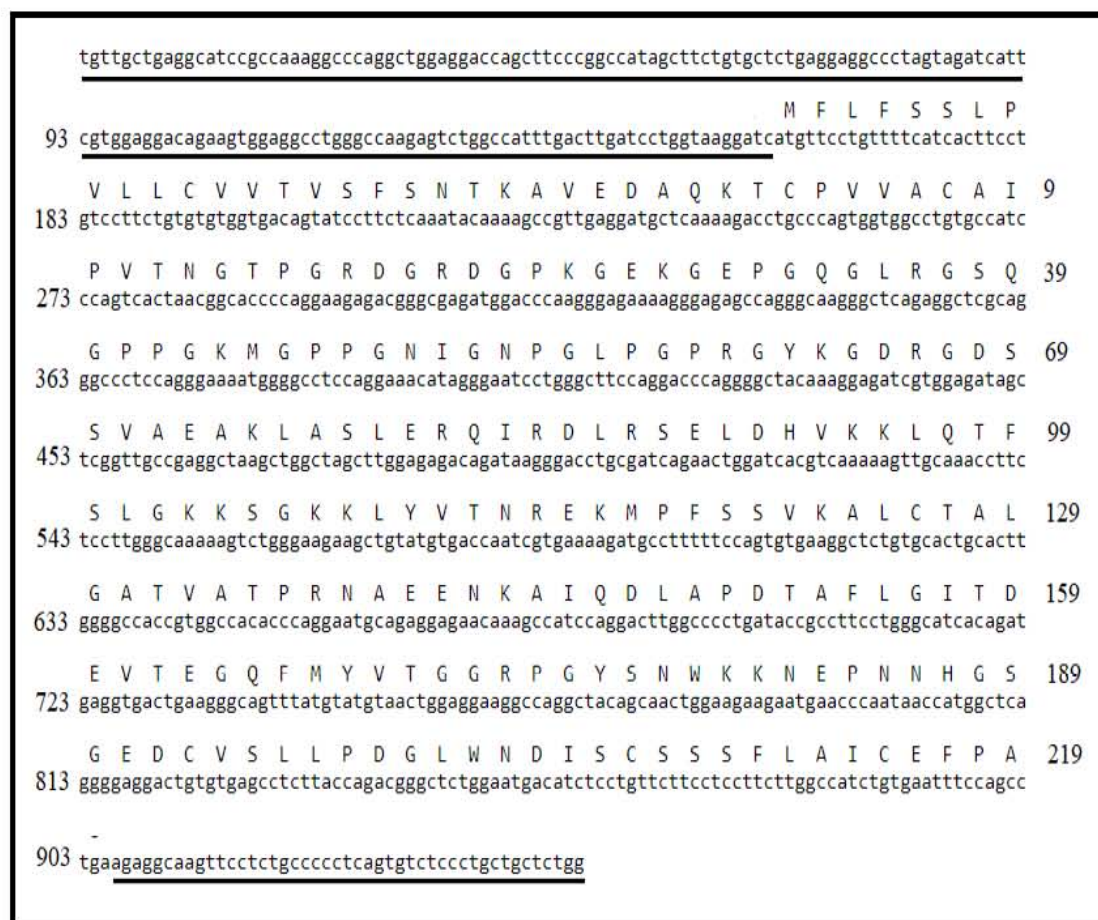 tgttgctgaggcatccgccaaaggcccaggctggaggaccagcttcccggccatagcttctgtgctctgaggaggccctagtagatcatt
M F L F S S L P
93 cgtggaggacagaagtggaggcctgggccaagagtctggccatttgacttgatcctggtaaggatcatgttcctgttttcatcacttcct
V L L C V V T V S F S N T K A V E D A Q K T C P V V A C A I 9
183 gtccttctgtgtgtggtgacagtatccttctcaaatacaaaagccgttgaggatgctcaaaagacctgcccagtggtggcctgtgccatc
P V T N G T P G R D G R D G P K G E K G E P G Q G L R G S Q 39
273 ccagtcactaacggcaccccaggaagagacgggcgagatggacccaagggagaaaagggagagccagggcaagggctcagaggctcgcag
G P P G K M G P P G N I G N P G L P G P R G Y K G D R G D S 69
363 ggccctccagggaaaatggggcctccaggaaacatagggaatcctgggcttccaggacccaggggctacaaaggagatcgtggagatagc
S V A E A K L A S L E R Q I R D L R S E L D H V K K L Q T F 99
453 tcggttgccgaggctaagctggctagcttggagagacagataagggacctgcgatcagaactggatcacgtcaaaaagttgcaaaccttc
S L G K K S G K K L Y V T N R E K M P F S S V K A L C T A L 129
543 tccttgggcaaaaagtctgggaagaagctgtatgtgaccaatcgtgaaaagatgcctttttccagtgtgaaggctctgtgcactgcactt
G A T V A T P R N A E E N K A I Q D L A P D T A F L G I T D 159
633 ggggccaccgtggccacacccaggaatgcagaggagaacaaagccatccaggacttggcccctgataccgccttcctgggcatcacagat
E V T E G Q F M Y V T G G R P G Y S N W K K N E P N N H G S 189
723 gaggtgactgaagggcagtttatgtatgtaactggaggaaggccaggctacagcaactggaagaagaatgaacccaataaccatggctca
G E D C V S L L P D G L W N D I S C S S S F L A I C E F P A 219
813 ggggaggactgtgtgagcctcttaccagacgggctctggaatgacatctcctgttcttcctccttcttggccatctgtgaatttccagcc
-
903 tgaagaggcaagttcctctgccccctcagtgtctccctgctgctctgg